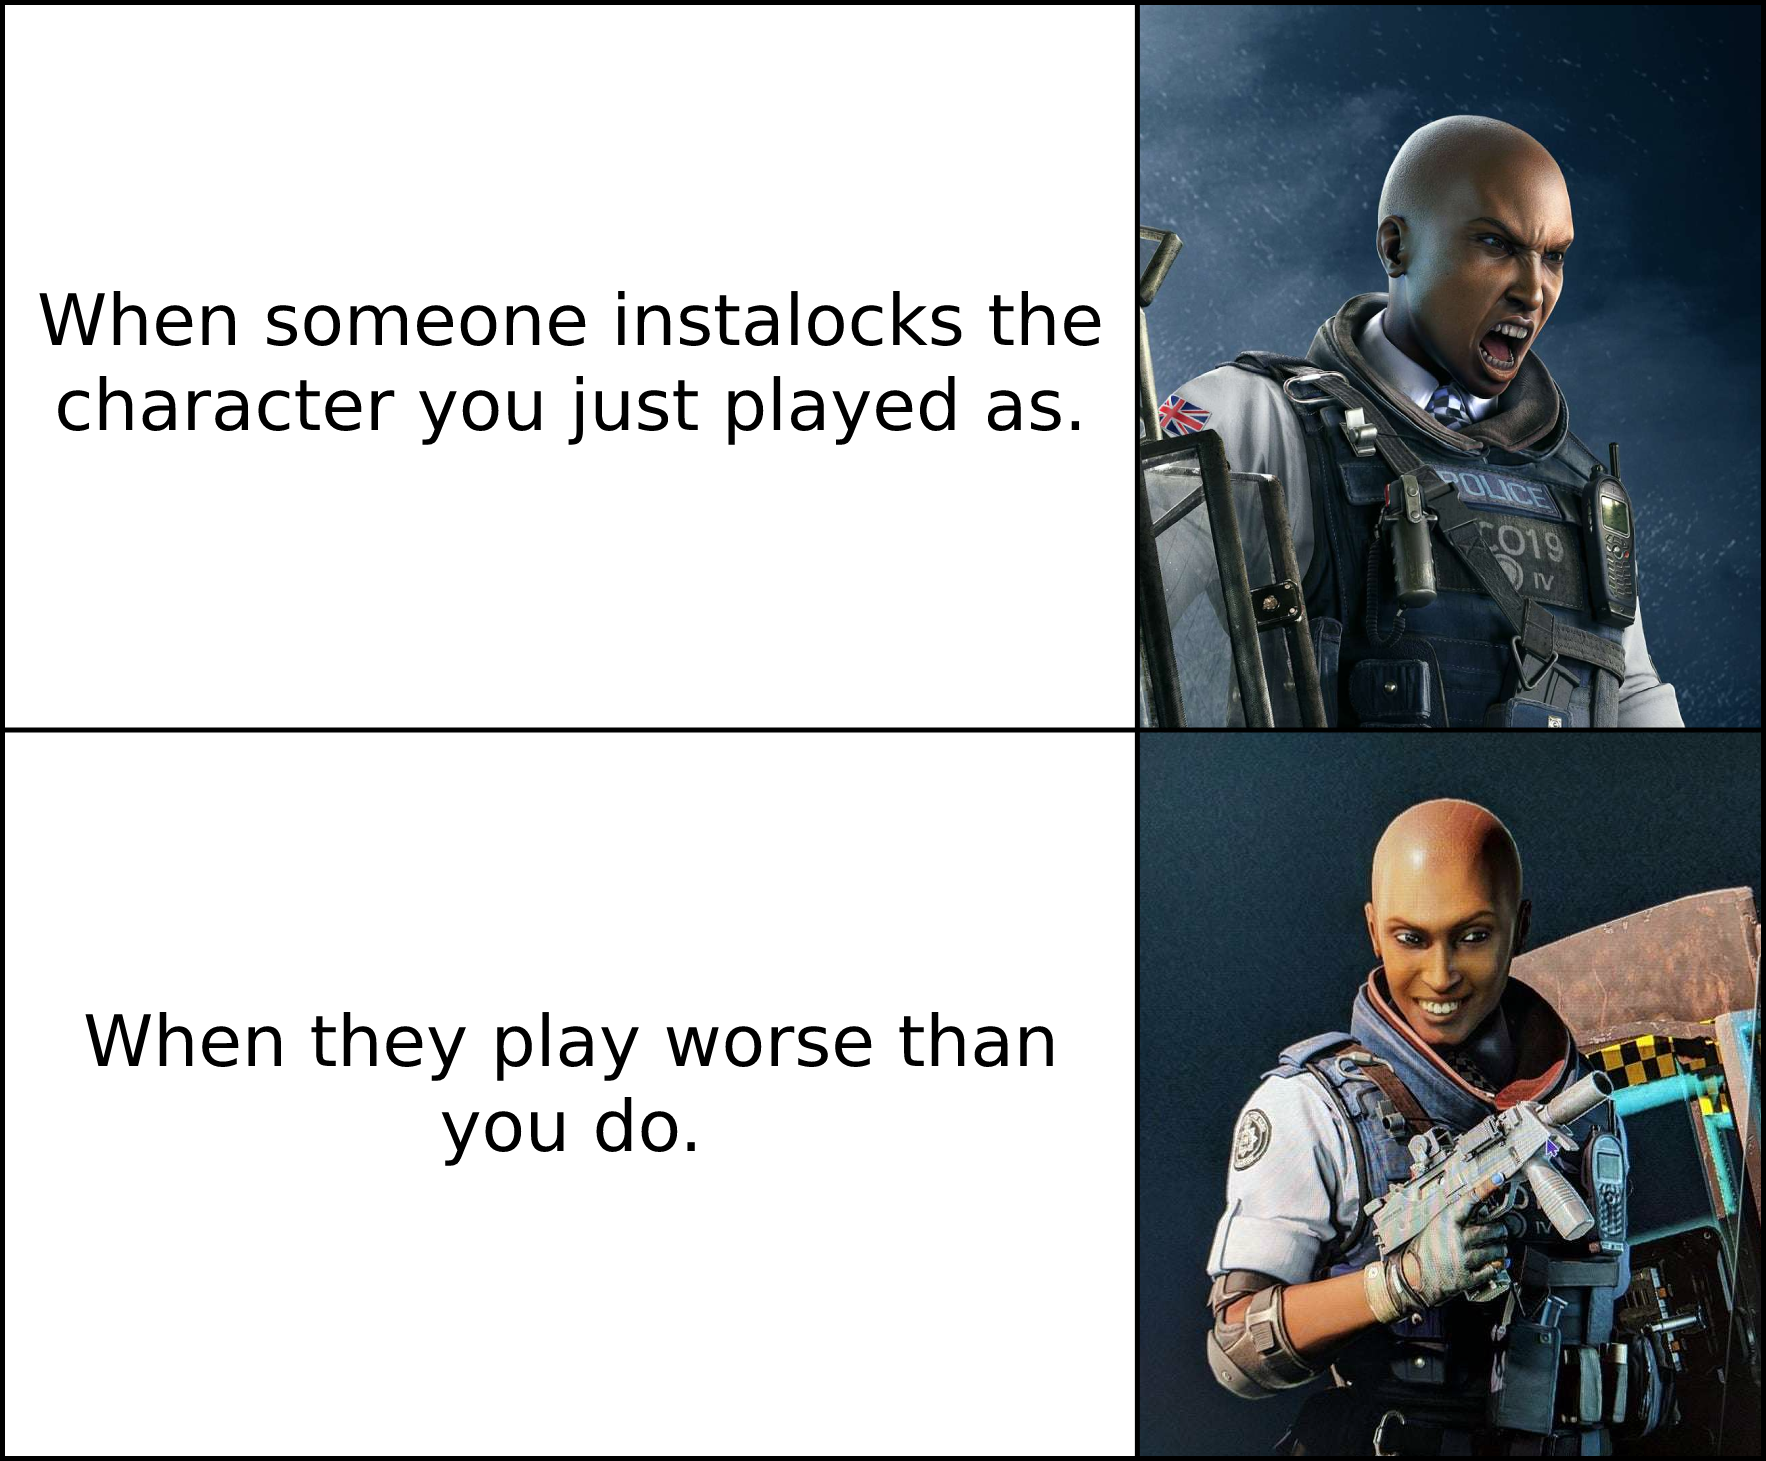 When someone instalocks the
character you just played as.
POLICE
CO19
IV
When they play worse than
you do.
IV